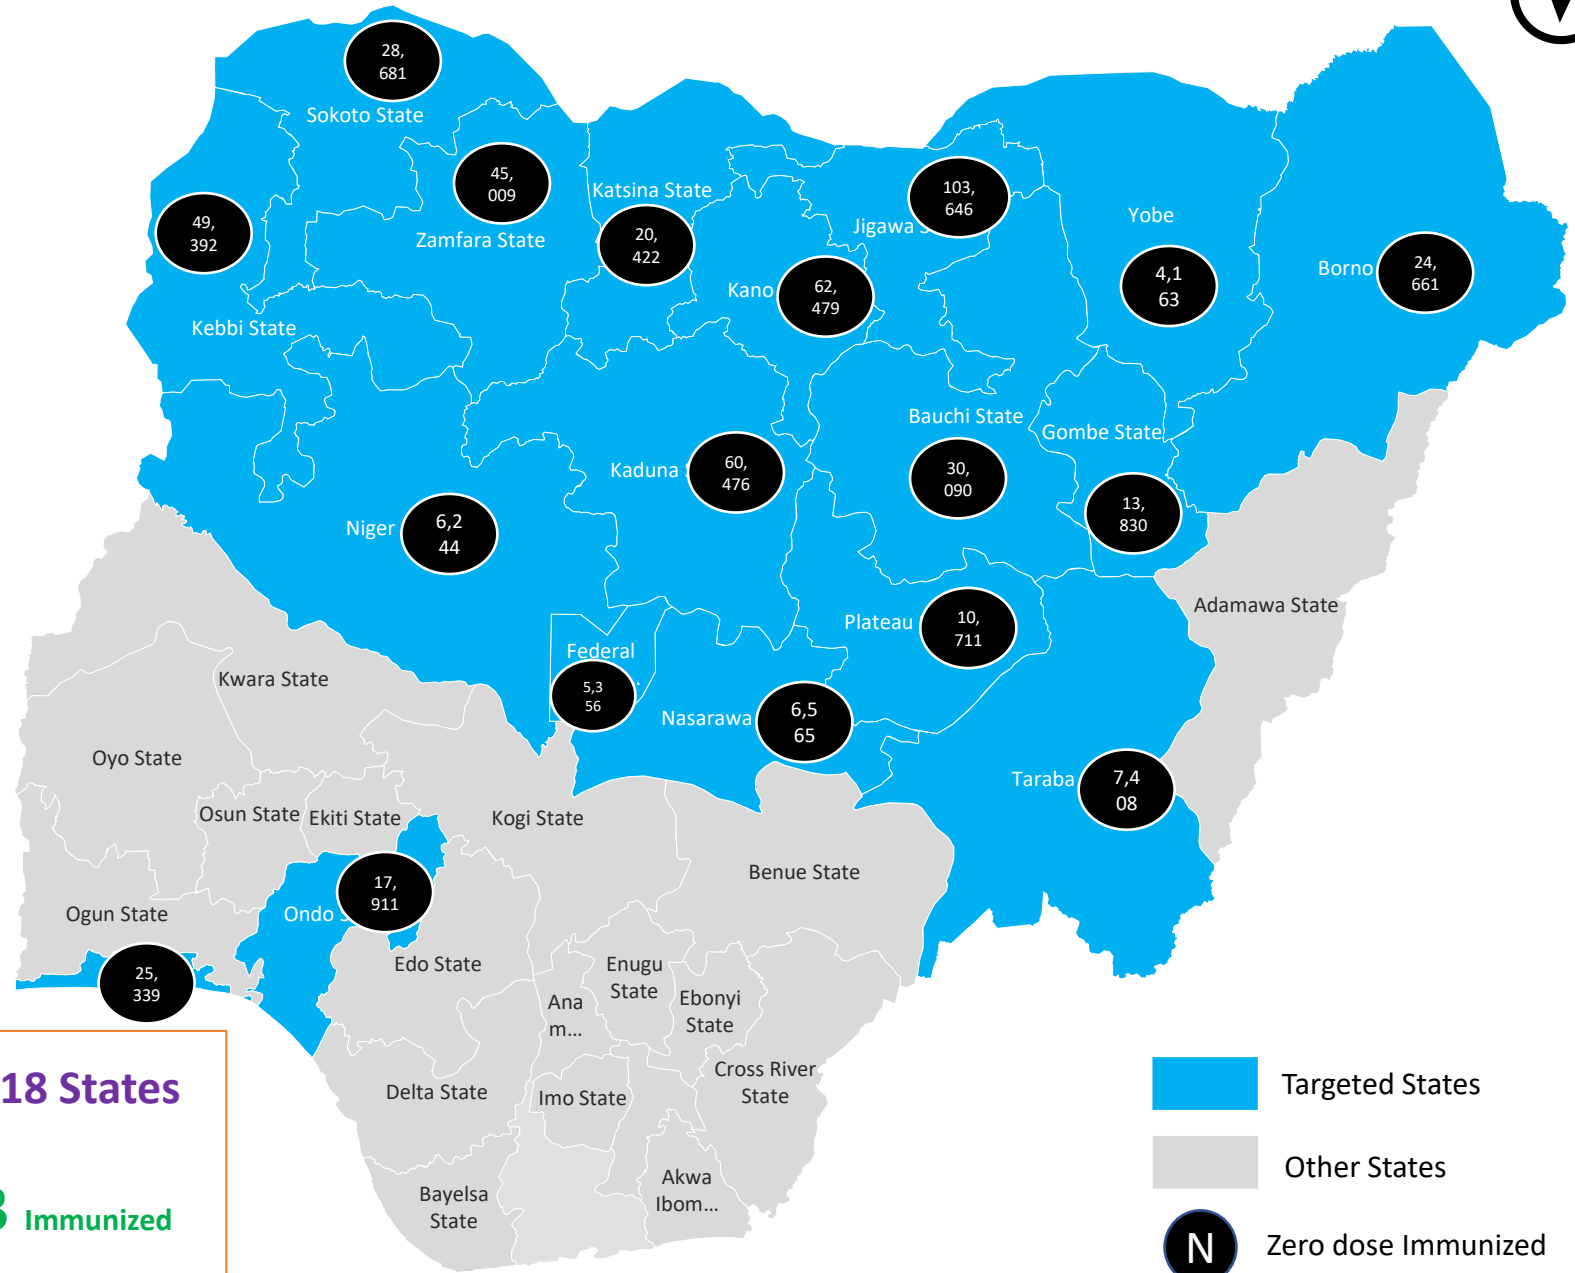 28,
681
Sokoto State
45,
009
Zamfara State
49,
392
Kebbi State
Katsina State
20,
422
103,
646
Jigawa S
Kano
62,
479
Yobe
4,1
63
Borno
24,
661
Bauchi State
30,
090
Gombe State
13,
830
Kaduna
60,
476
Niger
6,2
44
Plateau
10,
711
Adamawa State
Federal
5,3
56
Nasarawa
6,5
65
Taraba
7,4
08
Kwara State
Oyo State
Osun State
Ekiti State
Kogi State
Benue State
Ogun State
Ondo S
17,
911
25,
339
Edo State
Enugu
State
Ebonyi
State
Ana
m...
Cross River
State
Delta State
Imo State
Akwa
Ibom...
Bayelsa
State
18 States
Immunized
Targeted States
Other States
N Zero dose Immunized